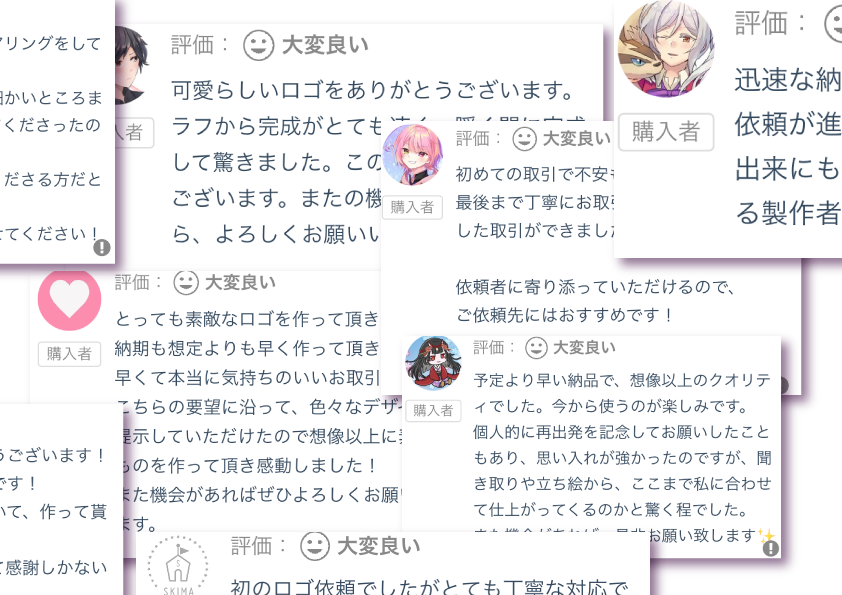 アリングをして
細かいところま
くださったの
ださる方だと
せてください！
評価： 大変良い
購入者
可愛らしいロゴをありがとうございます。
ラフから完成がとても
して驚きました。この
ございます。またの機
ら、よろしくお願いい
評価： 大変良い
購入者
初めての取引で不安
最後まで丁寧にお取引
した取引ができました
依頼者に寄り添っていただけるので、
ご依頼先にはおすすめです！
評価：
購入者
迅速な納
依頼が進
出来にも
る製作者
評価： 大変良い
購入者
とっても素敵なロゴを作って頂き
納期も想定よりも早く作って頂き
早くて本当に気持ちのいいお取引
こちらの要望に沿って、色々なデザ
提示していただけたので想像以上に
ものを作って頂き感動しました！
また機会があればぜひよろしくお願い
ます。
評価： 大変良い
購入者
予定より早い納品で、想像以上のクオリテ
ィでした。今から使うのが楽しみです。
個人的に再出発を記念してお願いしたこと
もあり、思い入れが強かったのですが、聞
き取りや立ち絵から、ここまで私に合わせ
て仕上がってくるのかと驚く程でした。
また機会があれば、是非お願い致します✨
うございます！
です！
いて、作って貰
て感謝しかない
評価： 大変良い
S
SKIMA
初のロゴ依頼でしたがとても丁寧な対応で